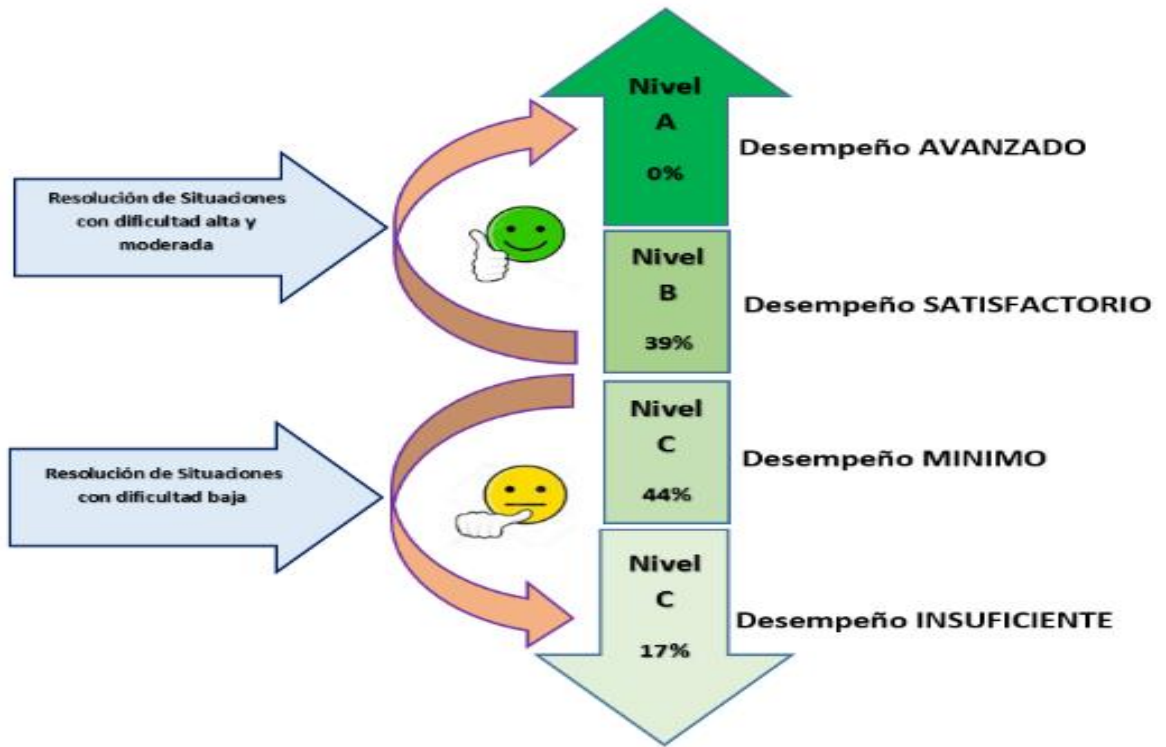 Nivel
A
0%
Desempeño AVANZADO
Resolución de Situaciones
con dificultad alta y
moderada
Nivel
B
39%
Desempeño SATISFACTORIO
Nivel
C
44%
Desempeño MINIMO
Resolución de Situaciones
con dificultad baja
Nivel
C
17%
Desempeño INSUFICIENTE